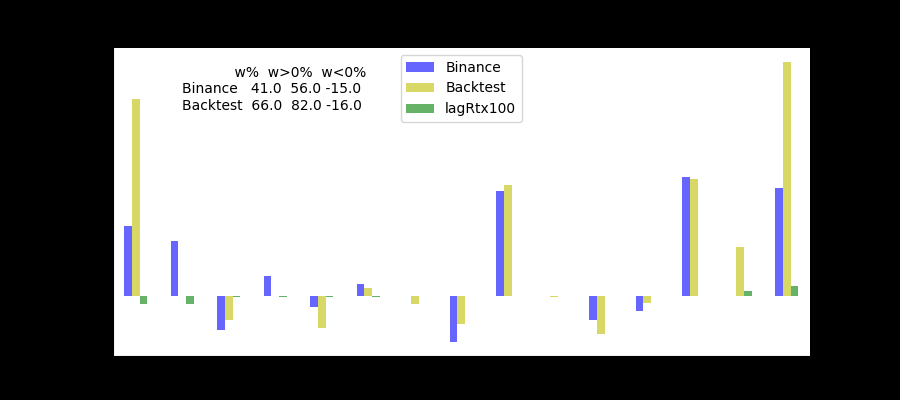 w% w>0% w<0%
Binance 41.0 56.0 -15.0
Backtest 66.0 82.0 -16.0
Binance
Backtest
lagRtx100